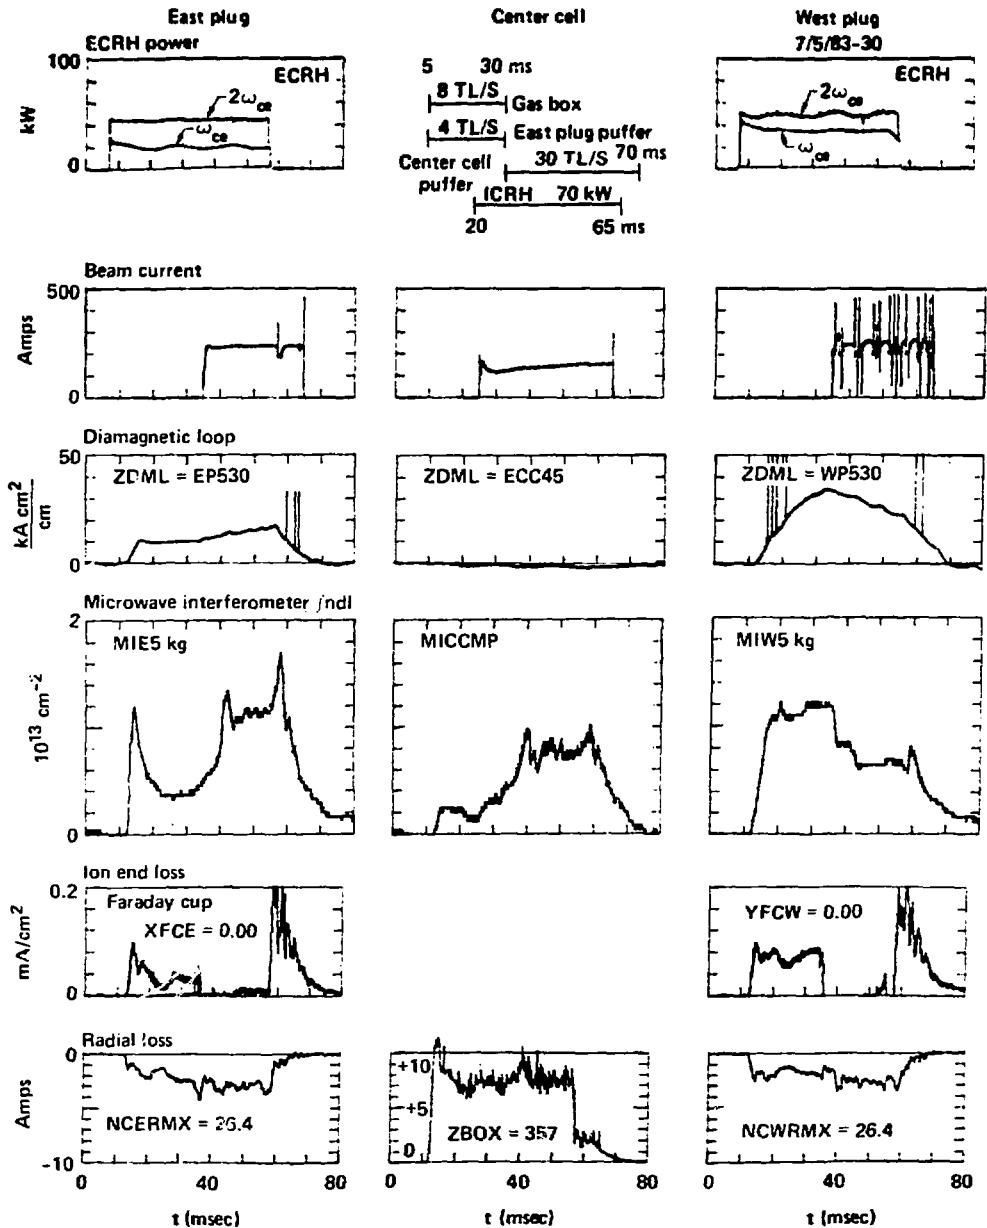 East plug
Center cell
West plug
7/5/83-30
ECRH power
100
kW
0
ECRH
2ωce
ωce
5 30 ms
8 TL/S
Gas box
4 TL/S
East plug puffer
30 TL/S 70 ms
Center cell
puffer
ICRH 70 kW
20 65 ms
ECRH
2ωce
ωce
Beam current
500
Amps
0
Diamagnetic loop
50
kA cm²
cm
0
ZDML = EP530
ZDML = ECC45
ZDML = WP530
Microwave interferometer ∫ndl
2
10¹³ cm⁻²
0
MIE5 kg
MICCMP
MIW5 kg
Ion end loss
0.2
mA/cm²
0
Faraday cup
XFCE = 0.00
YFCW = 0.00
Radial loss
0
Amps
-10
NCERMX = 26.4
+10
+5
-0
ZBOX = 357
NCWRMX = 26.4
0 40 80
t (msec)
0 40 80
t (msec)
0 40 80
t (msec)